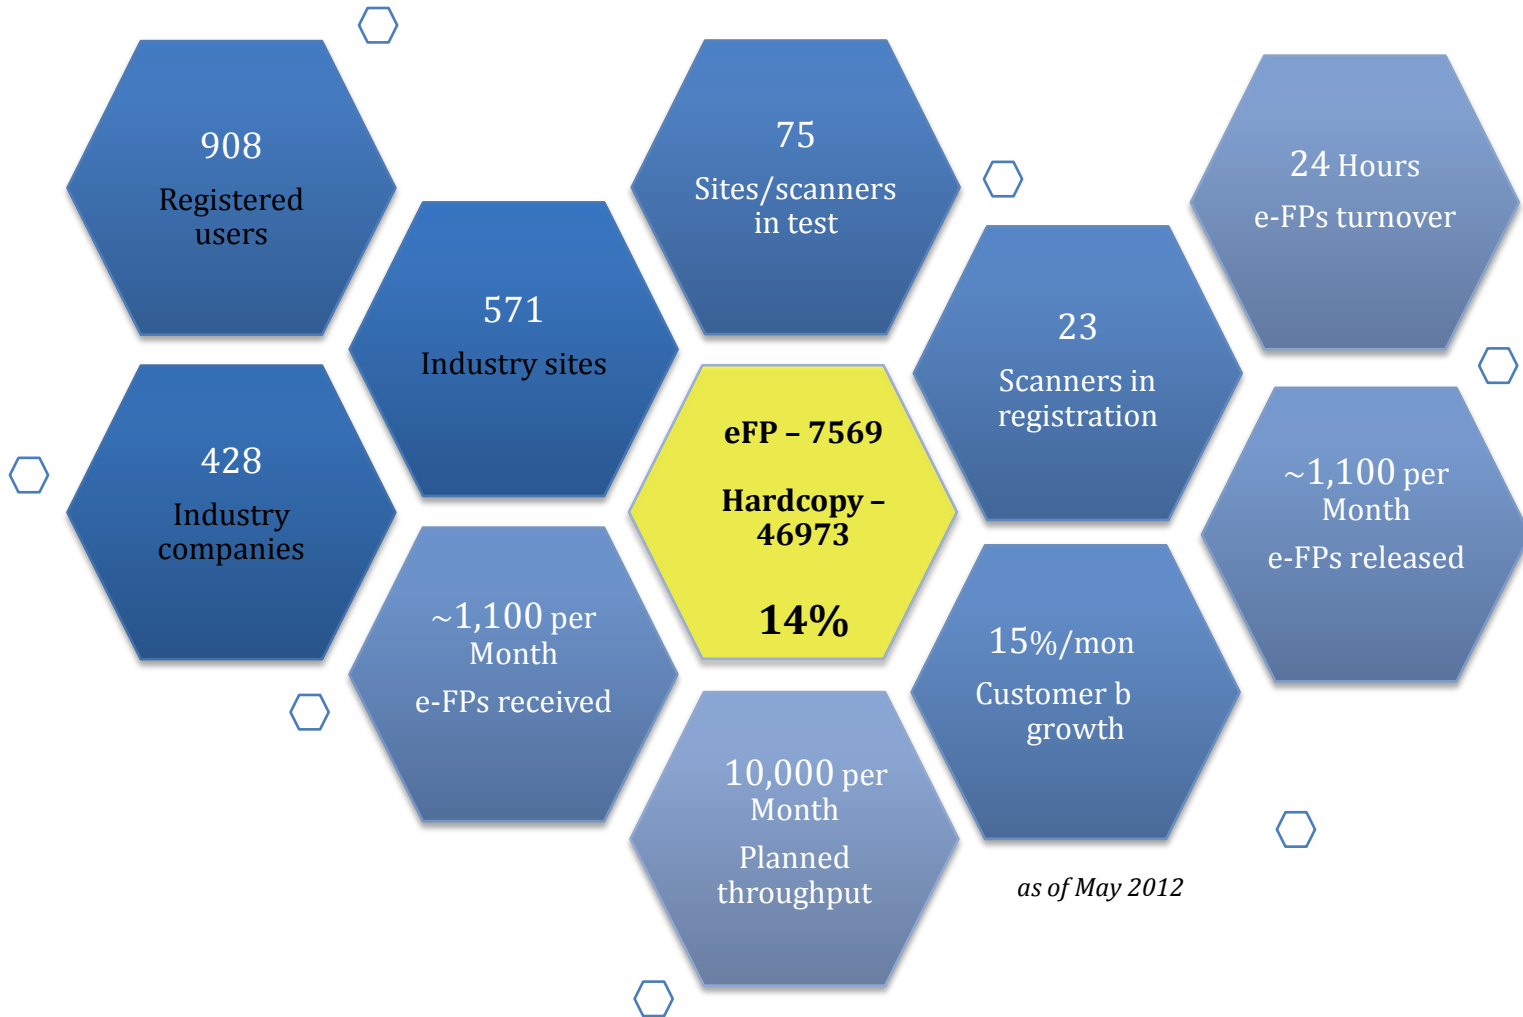 908
Registered
users
75
Sites/scanners
in test
24 Hours
e-FPs turnover
571
Industry sites
23
Scanners in
registration
428
Industry
companies
eFP – 7569
Hardcopy –
46973
14%
~1,100 per
Month
e-FPs released
~1,100 per
Month
e-FPs received
15%/mon
Customer b
growth
10,000 per
Month
Planned
throughput
as of May 2012